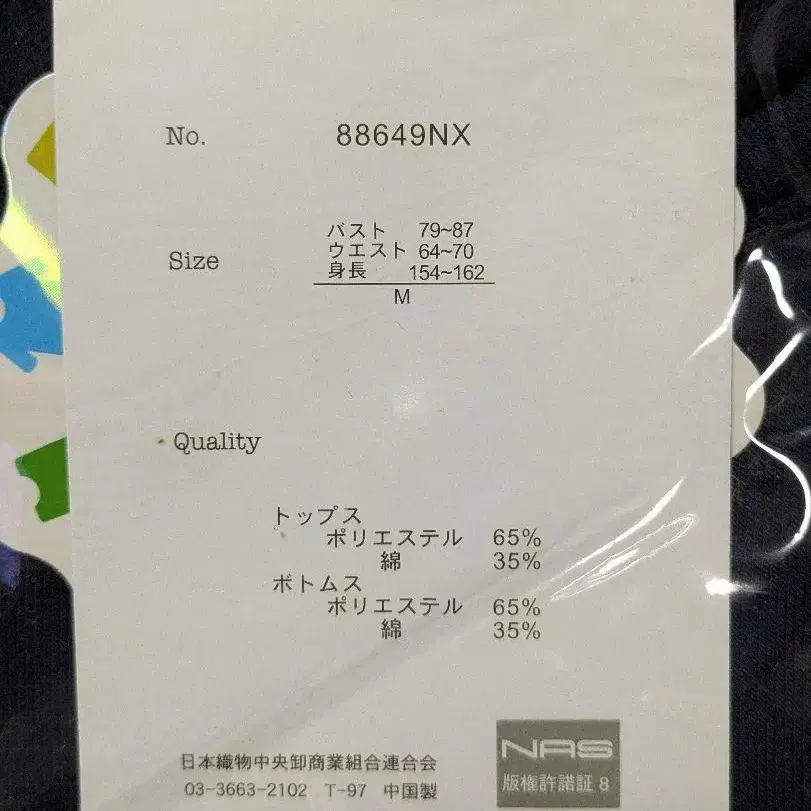 No. 88649NX
Size
バスト 79~87
ウエスト 64~70
身長 154~162
M
Quality
トップス
ポリエステル 65%
綿 35%
ボトムス
ポリエステル 65%
綿 35%
日本織物中央卸商業組合連合会
03-3663-2102 T-97 中国製
NAS
版権許諾証 8